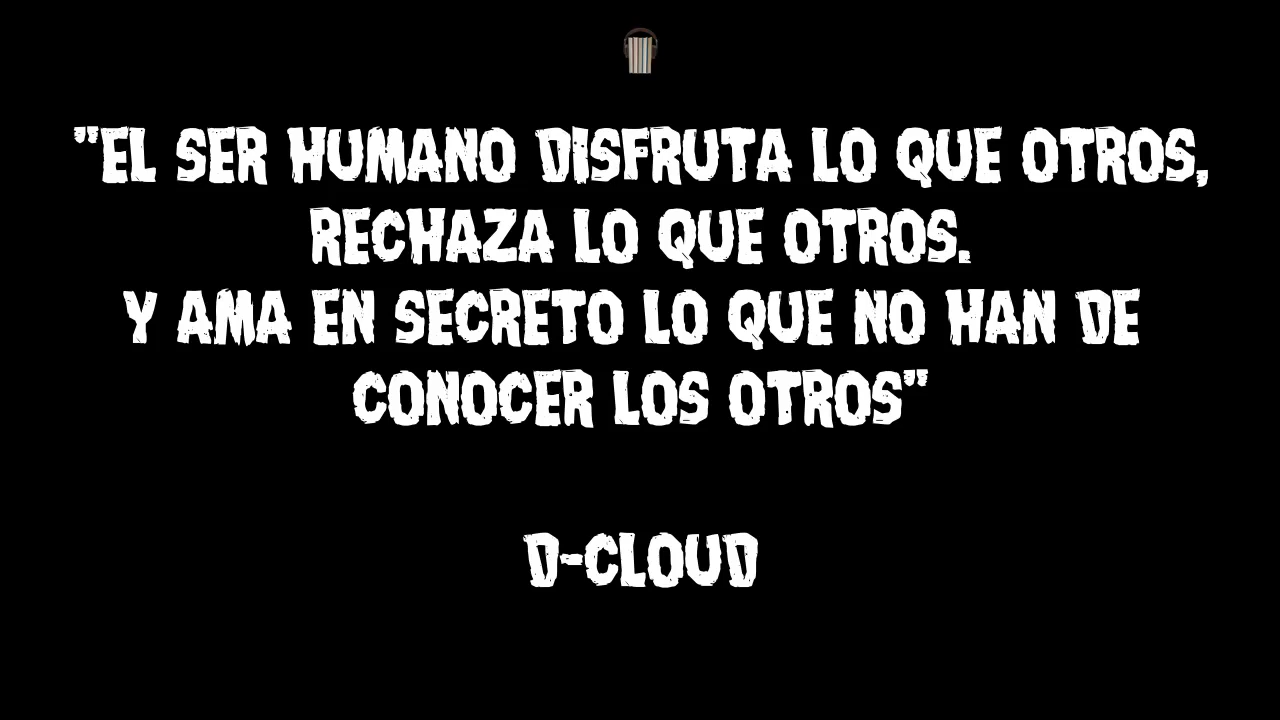 "EL SER HUMANO DISFRUTA LO QUE OTROS,
RECHAZA LO QUE OTROS.
Y AMA EN SECRETO LO QUE NO HAN DE
CONOCER LOS OTROS"
D-CLOUD